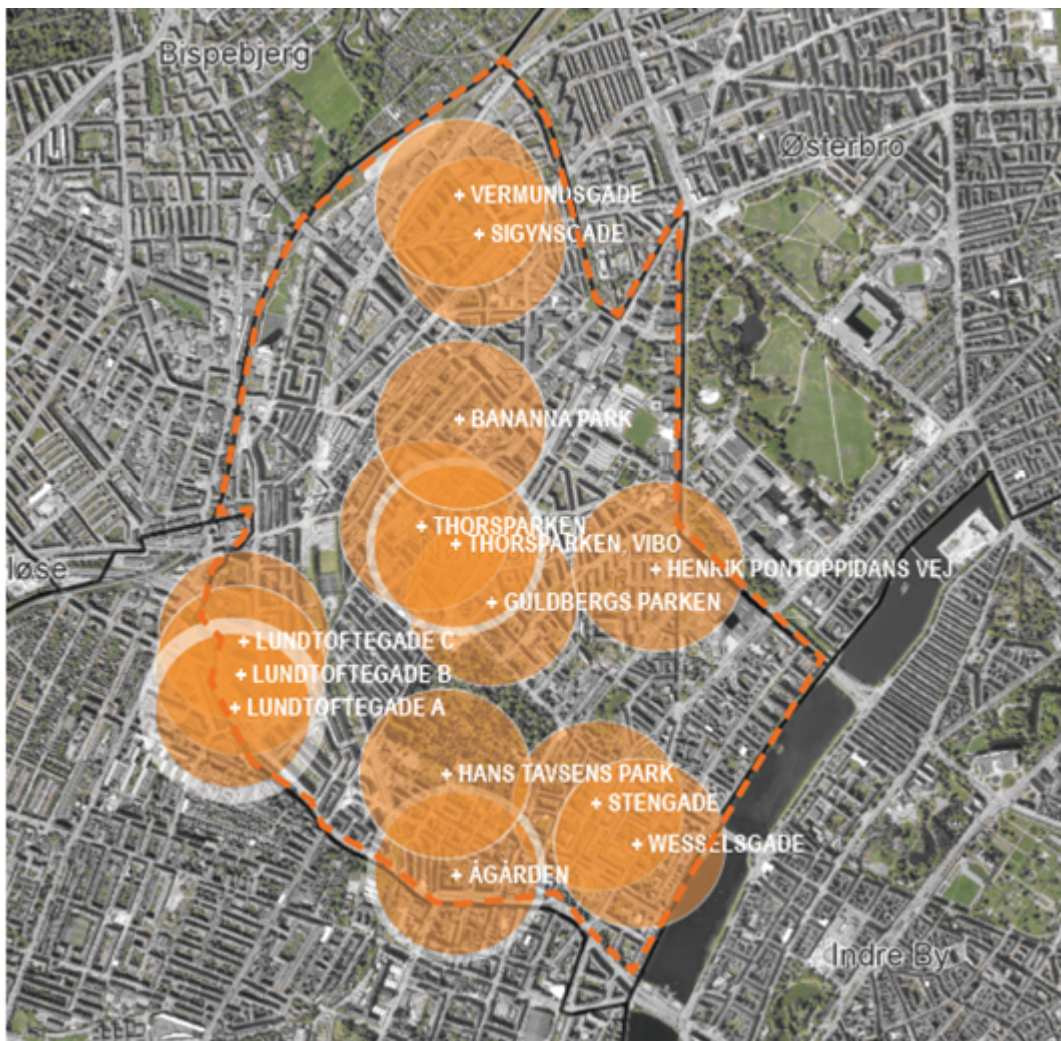 Bispebjerg
Østerbro
+ VERMUNDSGADE
+ SIGYNSGADE
+ BANANNA PARK
+ THORSPARKEN
+ THORSPARKEN, VIBO
+ HENRIK PONTOPPIDANS VEJ
løse
+ GULDBERGS PARKEN
+ LUNDTOFTEGADE C
+ LUNDTOFTEGADE B
+ LUNDTOFTEGADE A
+ HANS TAVSENS PARK
+ STENGADE
+ WESSELSGADE
+ ÅGÅRDEN
Indre By